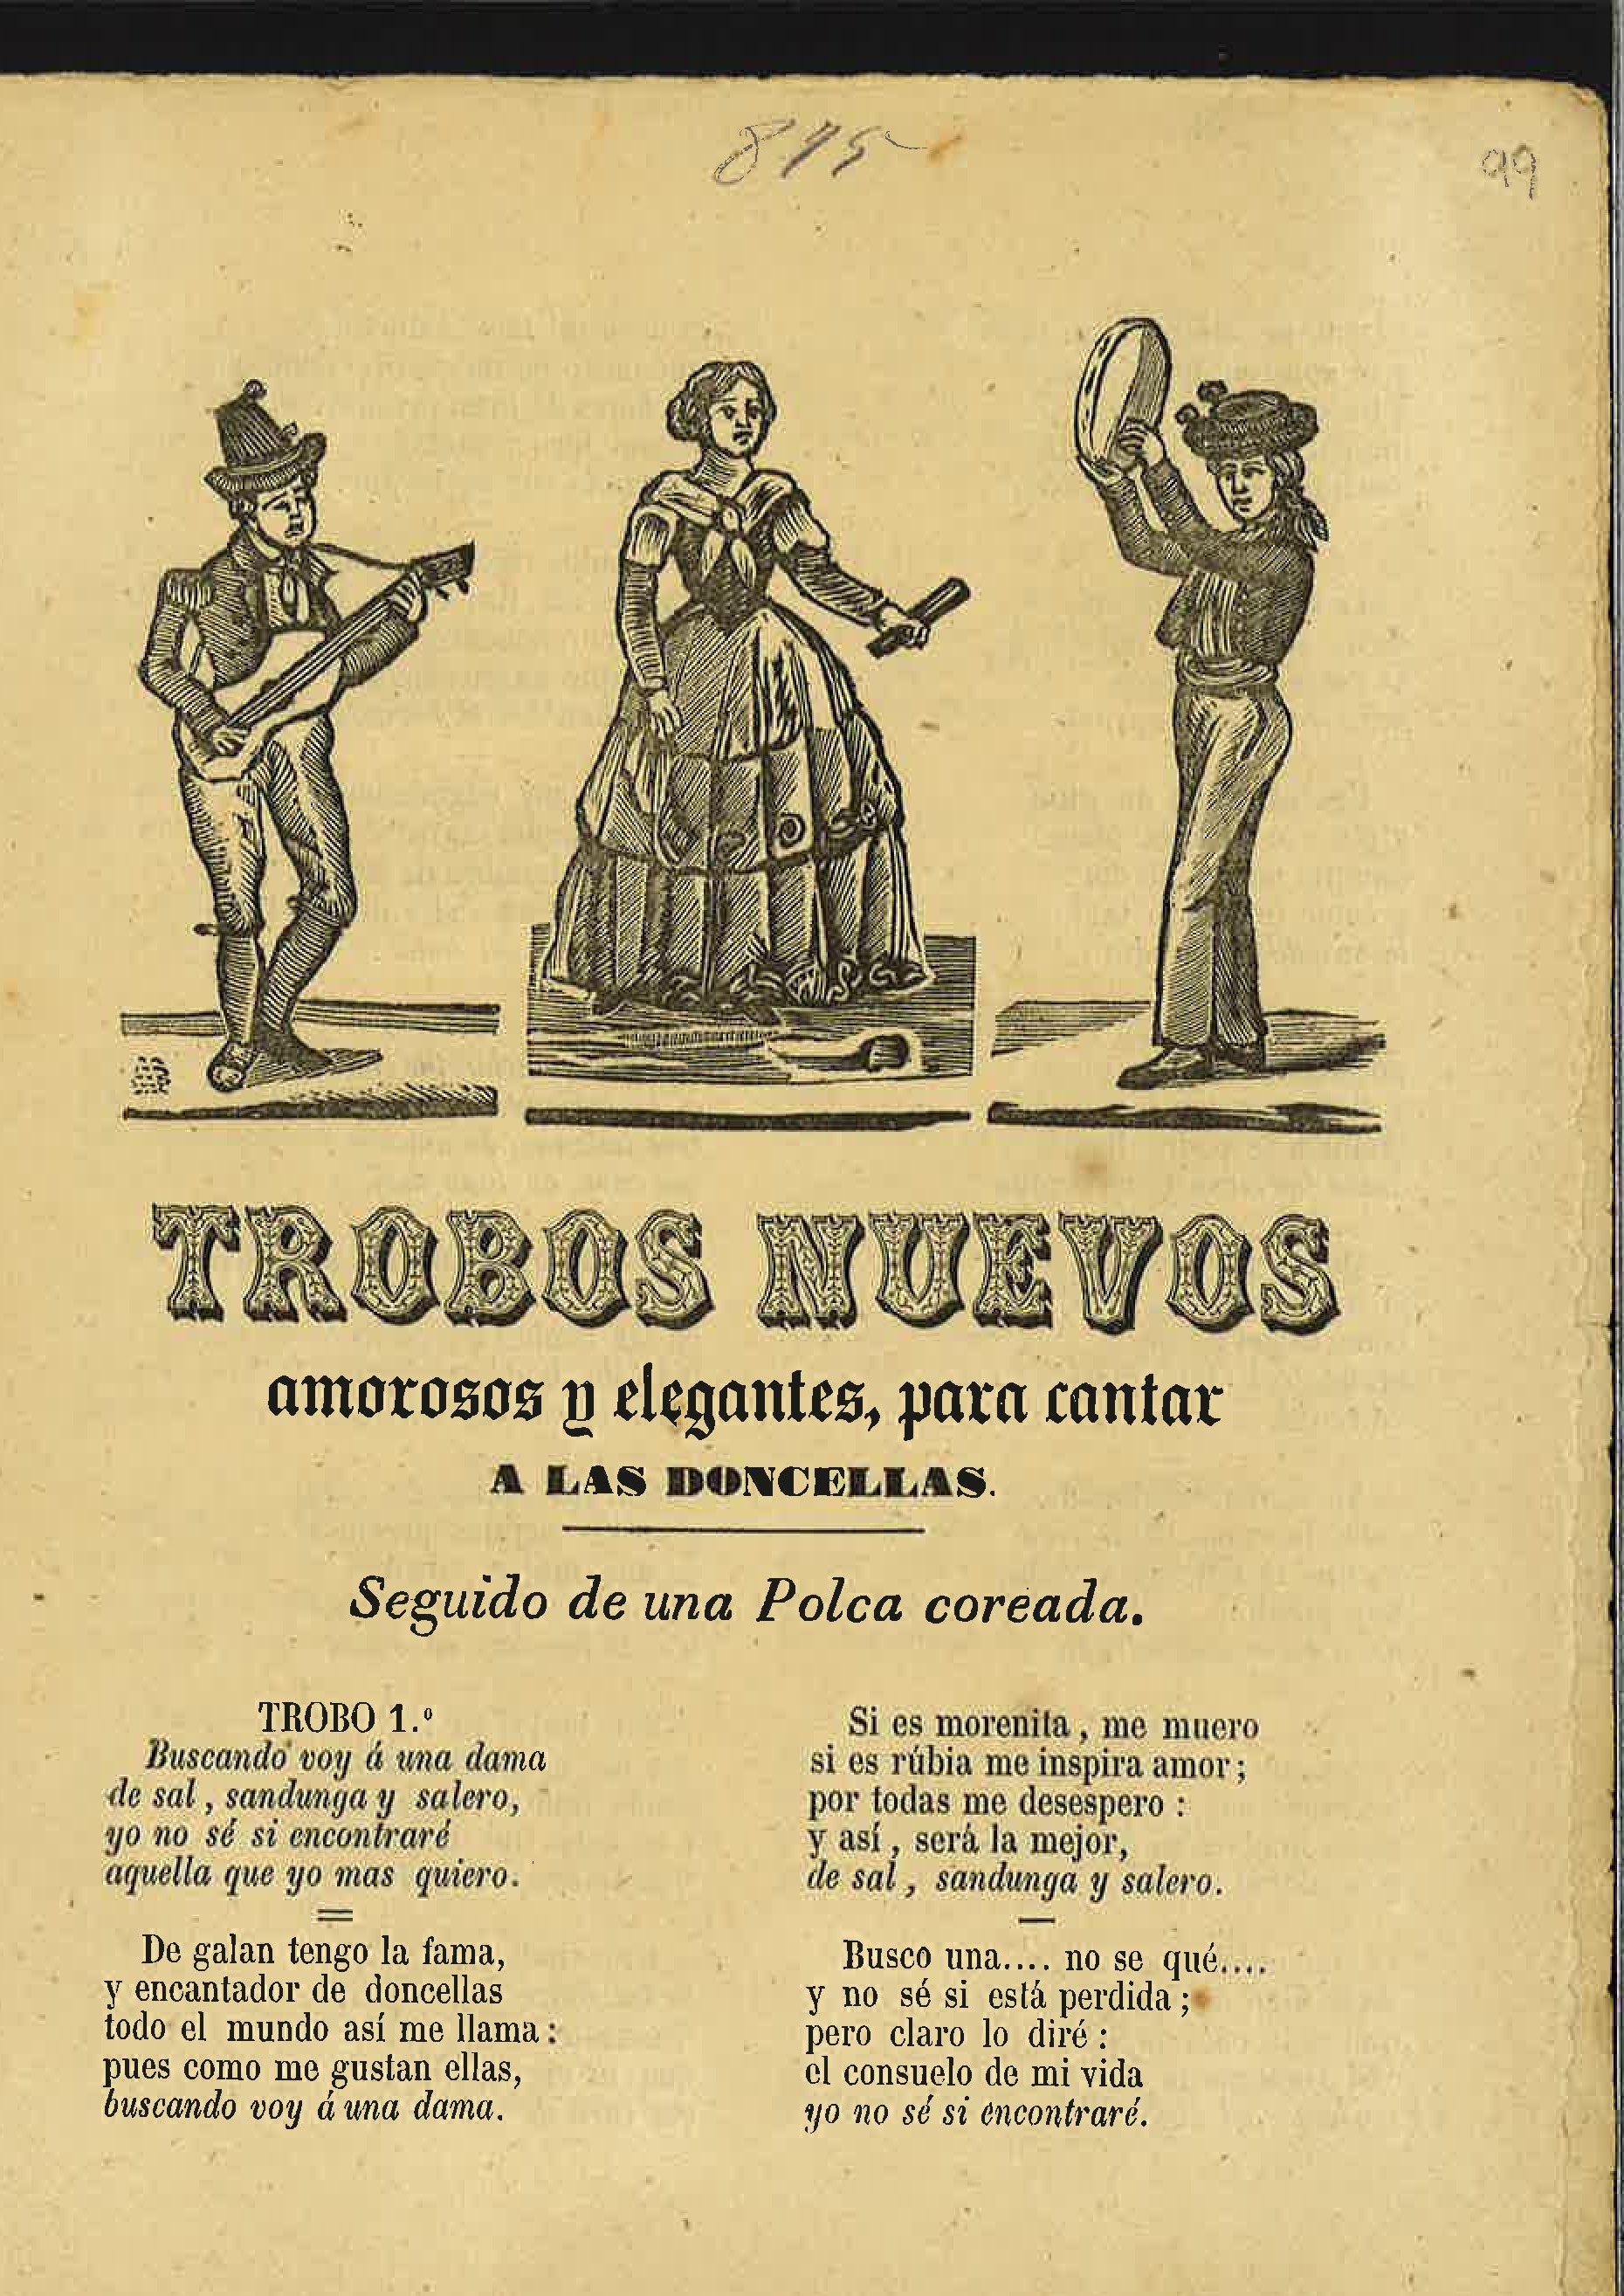 895
99
TROBOS NUEVOS
amorosos y elegantes, para cantar
A LAS DONCELLAS.
Seguido de una Polca coreada.
TROBO 1.º
Buscando voy á una dama
de sal, sandunga y salero,
yo no sé si encontraré
aquella que yo mas quiero.
De galan tengo la fama,
y encantador de doncellas
todo el mundo así me llama:
pues como me gustan ellas,
buscando voy á una dama.
Si es morenita, me muero
si es rúbia me inspira amor;
por todas me desespero:
y así, será la mejor,
de sal, sandunga y salero.
Busco una.... no se qué....
y no sé si está perdida;
pero claro lo diré:
el consuelo de mi vida
yo no sé si encontraré.